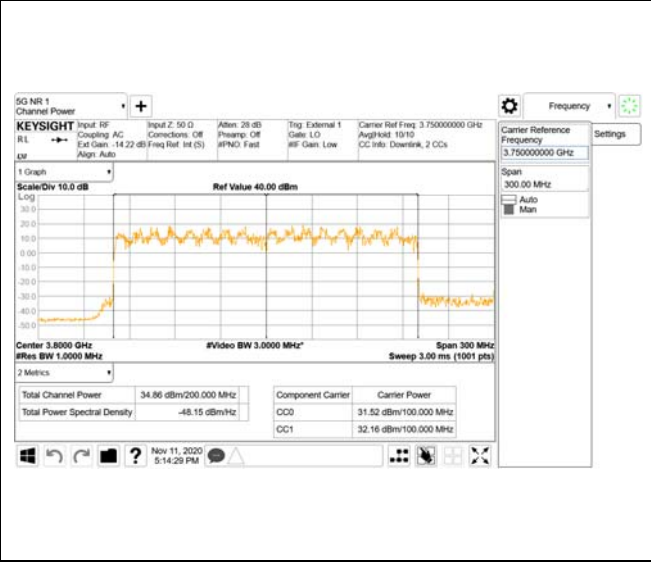 5G NR 1
Channel Power
Frequency
KEYSIGHT Input: RF Input Z: 50 Ω Atten: 28 dB Trig: External 1 Carrier Ref Freq: 3.750000000 GHz
R L Coupling: AC Corrections: Off Preamp: Off Gate: LO Avg|Hold: 10/10
Ext Gain: -14.22 dB Freq Ref: Int (S) #PNO: Fast #IF Gain: Low CC Info: Downlink, 2 CCs
Align: Auto
Carrier Reference
Frequency
3.750000000 GHz
Settings
Span
300.00 MHz
Auto
Man
1 Graph
Scale/Div 10.0 dB Ref Value 40.00 dBm
Log
30.0
20.0
10.0
0.00
-10.0
-20.0
-30.0
-40.0
-50.0
Center 3.8000 GHz #Video BW 3.0000 MHz* Span 300 MHz
#Res BW 1.0000 MHz Sweep 3.00 ms (1001 pts)
2 Metrics
Total Channel Power 34.86 dBm/200.000 MHz
Total Power Spectral Density -48.15 dBm/Hz
Component Carrier Carrier Power
CC0 31.52 dBm/100.000 MHz
CC1 32.16 dBm/100.000 MHz
Nov 11, 2020
5:14:29 PM